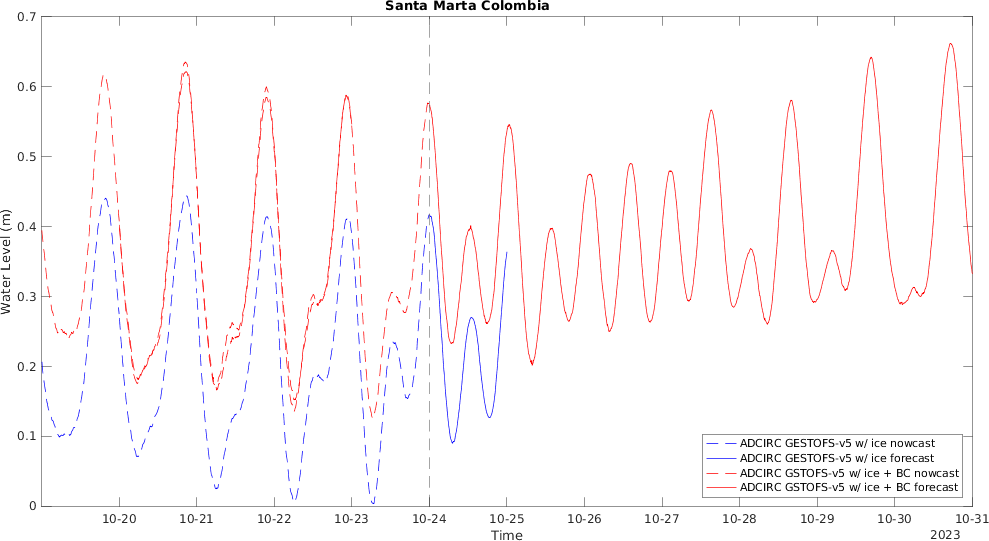 Santa Marta Colombia
0.7
0.6
0.5
0.4
0.3
0.2
0.1
0
Water Level (m)
ADCIRC GESTOFS-v5 w/ ice nowcast
ADCIRC GESTOFS-v5 w/ ice forecast
ADCIRC GSTOFS-v5 w/ ice + BC nowcast
ADCIRC GSTOFS-v5 w/ ice + BC forecast
10-20 10-21 10-22 10-23 10-24 10-25 10-26 10-27 10-28 10-29 10-30 10-31
Time
2023